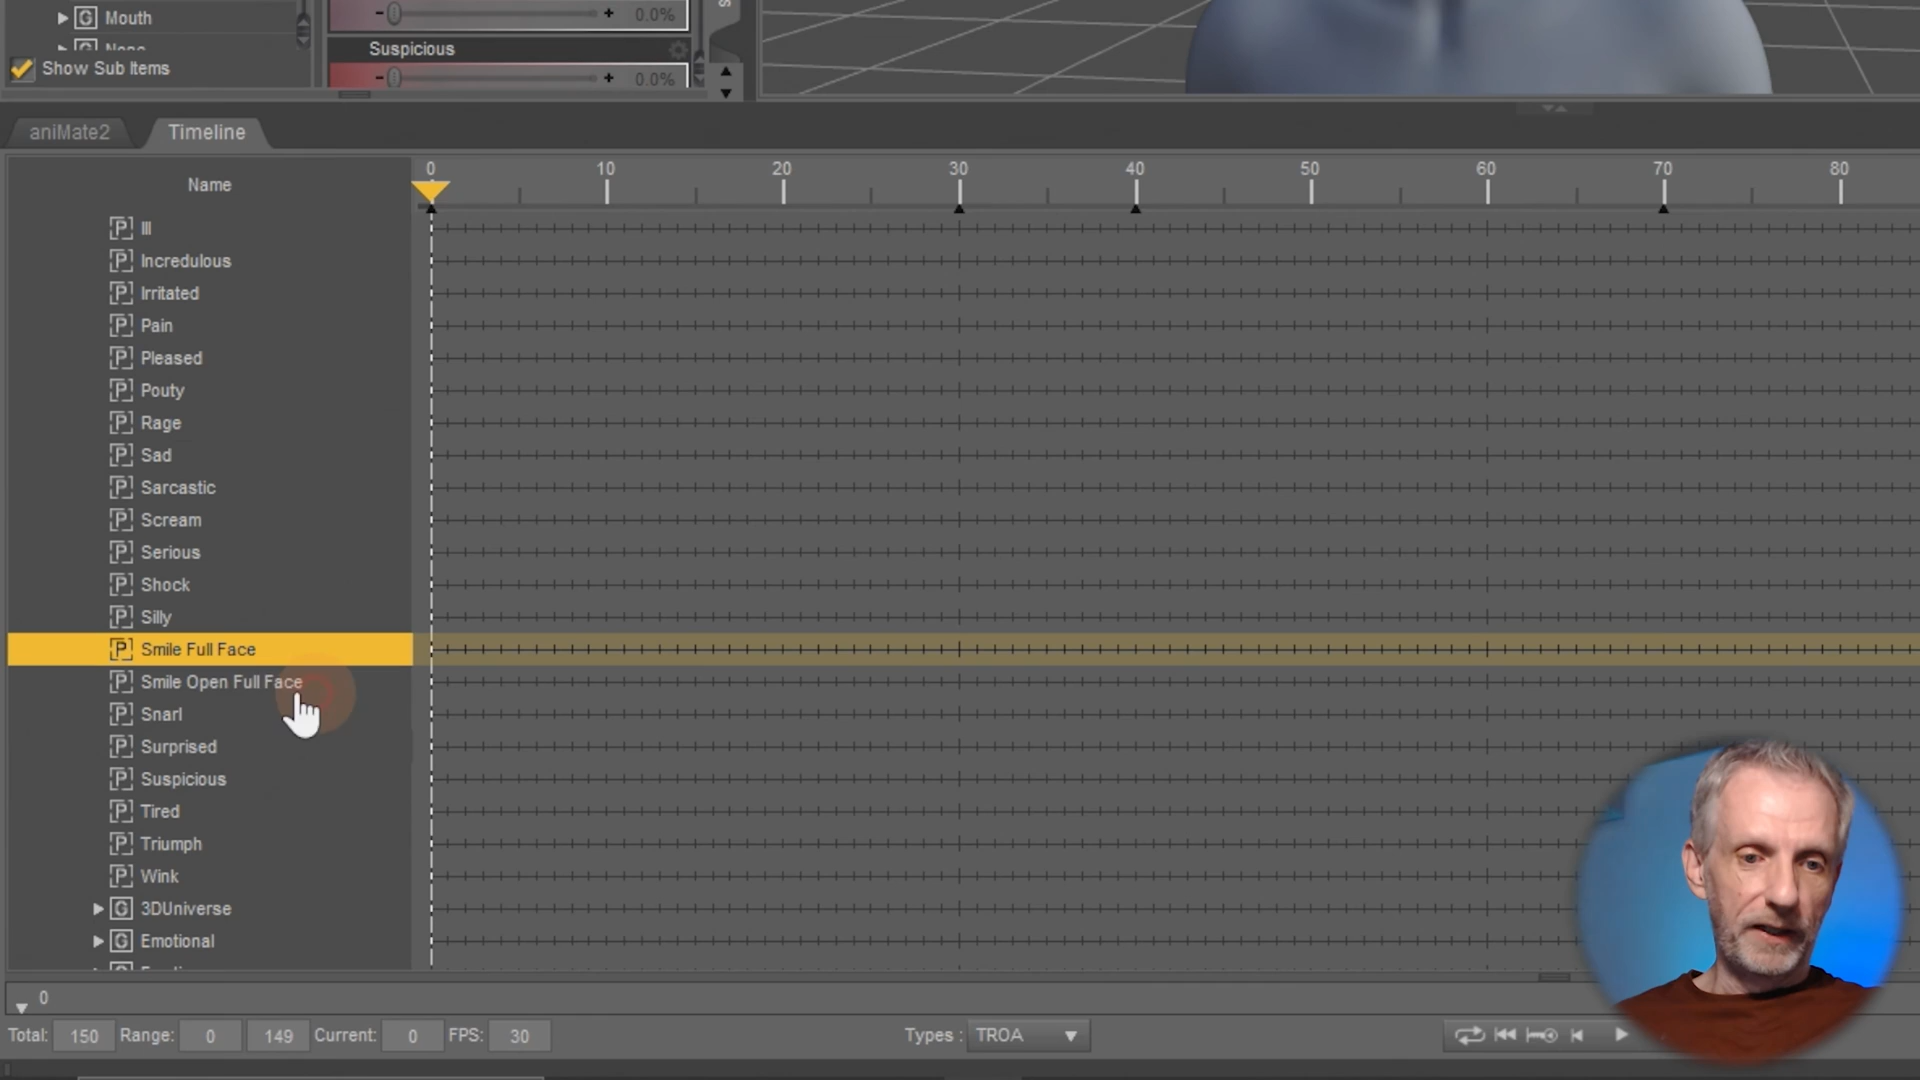 Mouth
Show Sub Items
0.0%
Suspicious
0.0%
aniMate2
Timeline
Name
0 10 20 30 40 50 60 70 80
Ill
Incredulous
Irritated
Pain
Pleased
Pouty
Rage
Sad
Sarcastic
Scream
Serious
Shock
Silly
Smile Full Face
Smile Open Full Face
Snarl
Surprised
Suspicious
Tired
Triumph
Wink
3DUniverse
Emotional
0
Total: 150 Range: 0 149 Current: 0 FPS: 30 Types : TROA